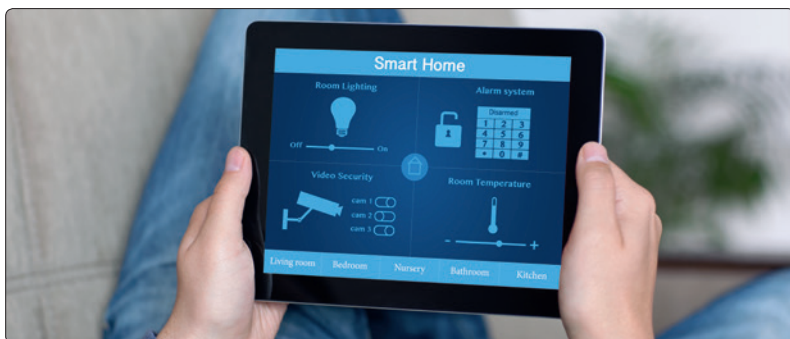 Smart Home
Room Lighting
Off
On
Alarm system
Disarmed
1 2 3
4 5 6
7 8 9
* 0 #
Video Security
cam 1
cam 2
cam 3
Room Temperature
- +
Living room Bedroom Nursery Bathroom Kitchen